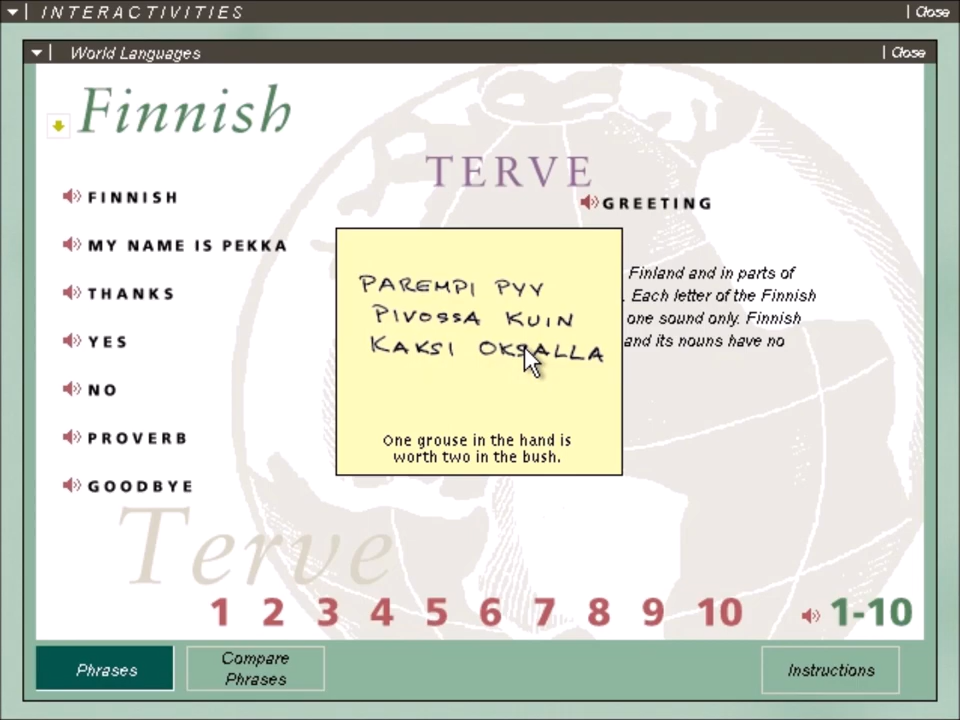 INTERACTIVITIES
Close
World Languages
Close
Finnish
TERVE
GREETING
FINNISH
MY NAME IS PEKKA
THANKS
YES
NO
PROVERB
GOODBYE
Finland and in parts of
. Each letter of the Finnish
one sound only. Finnish
and its nouns have no
PAREMPI PYY
PIVOSSA KUIN
KAKSI OKSALLA
One grouse in the hand is
worth two in the bush.
Terve
1 2 3 4 5 6 7 8 9 10 1-10
Phrases
Compare
Phrases
Instructions